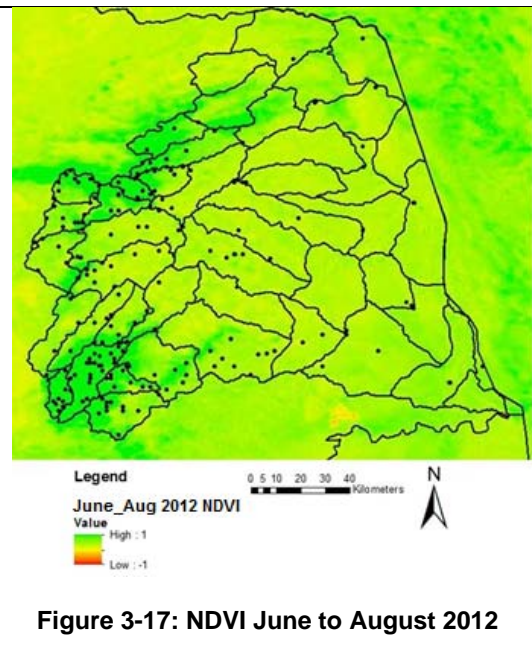 Legend
June_Aug 2012 NDVI
Value
High : 1
Low : -1
0 5 10 20 30 40
Kilometers
N
Figure 3-17: NDVI June to August 2012